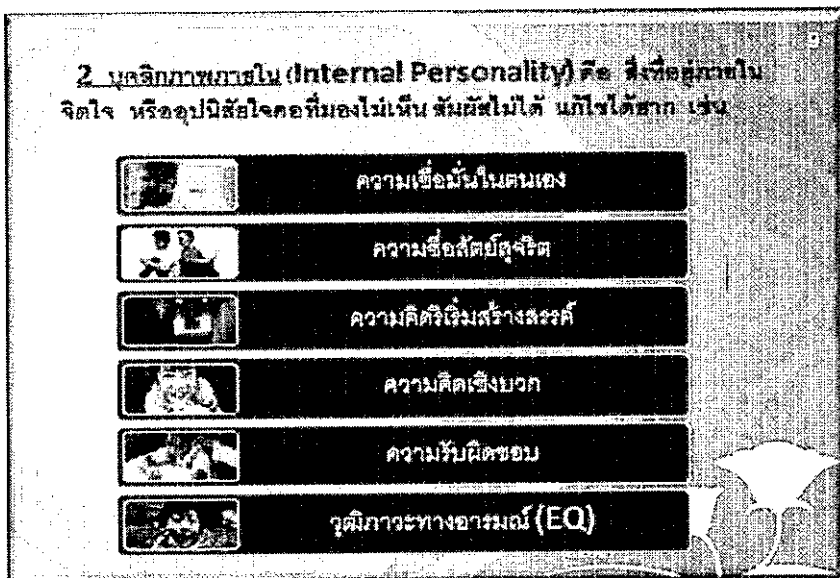 9
2 บุคลิกภาพภายใน (Internal Personality) คือ สิ่งที่อยู่ภายใน
จิตใจ หรืออุปนิสัยใจคอที่มองไม่เห็น สัมผัสไม่ได้ แก้ไขได้ยาก เช่น
ความเชื่อมั่นในตนเอง
ความซื่อสัตย์สุจริต
ความคิดริเริ่มสร้างสรรค์
ความคิดเชิงบวก
ความรับผิดชอบ
วุฒิภาวะทางอารมณ์ (EQ)